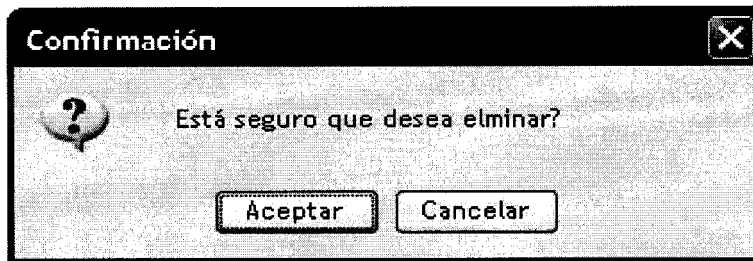 Confirmación
Está seguro que desea elminar?
Aceptar
Cancelar